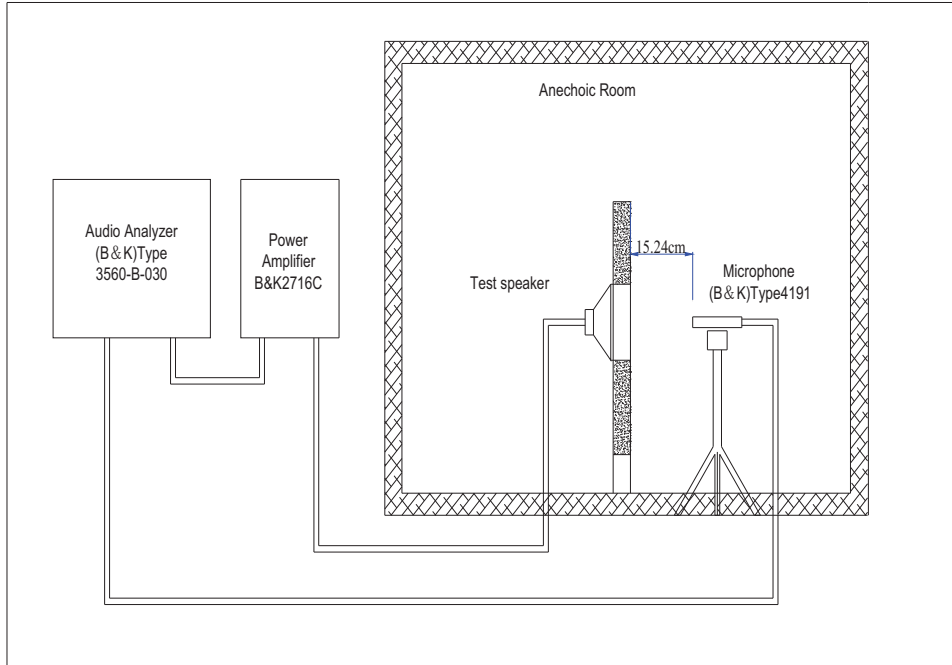 Anechoic Room
Audio Analyzer
(B&K)Type
3560-B-030
Power
Amplifier
B&K2716C
Test speaker
15.24cm
Microphone
(B&K)Type4191